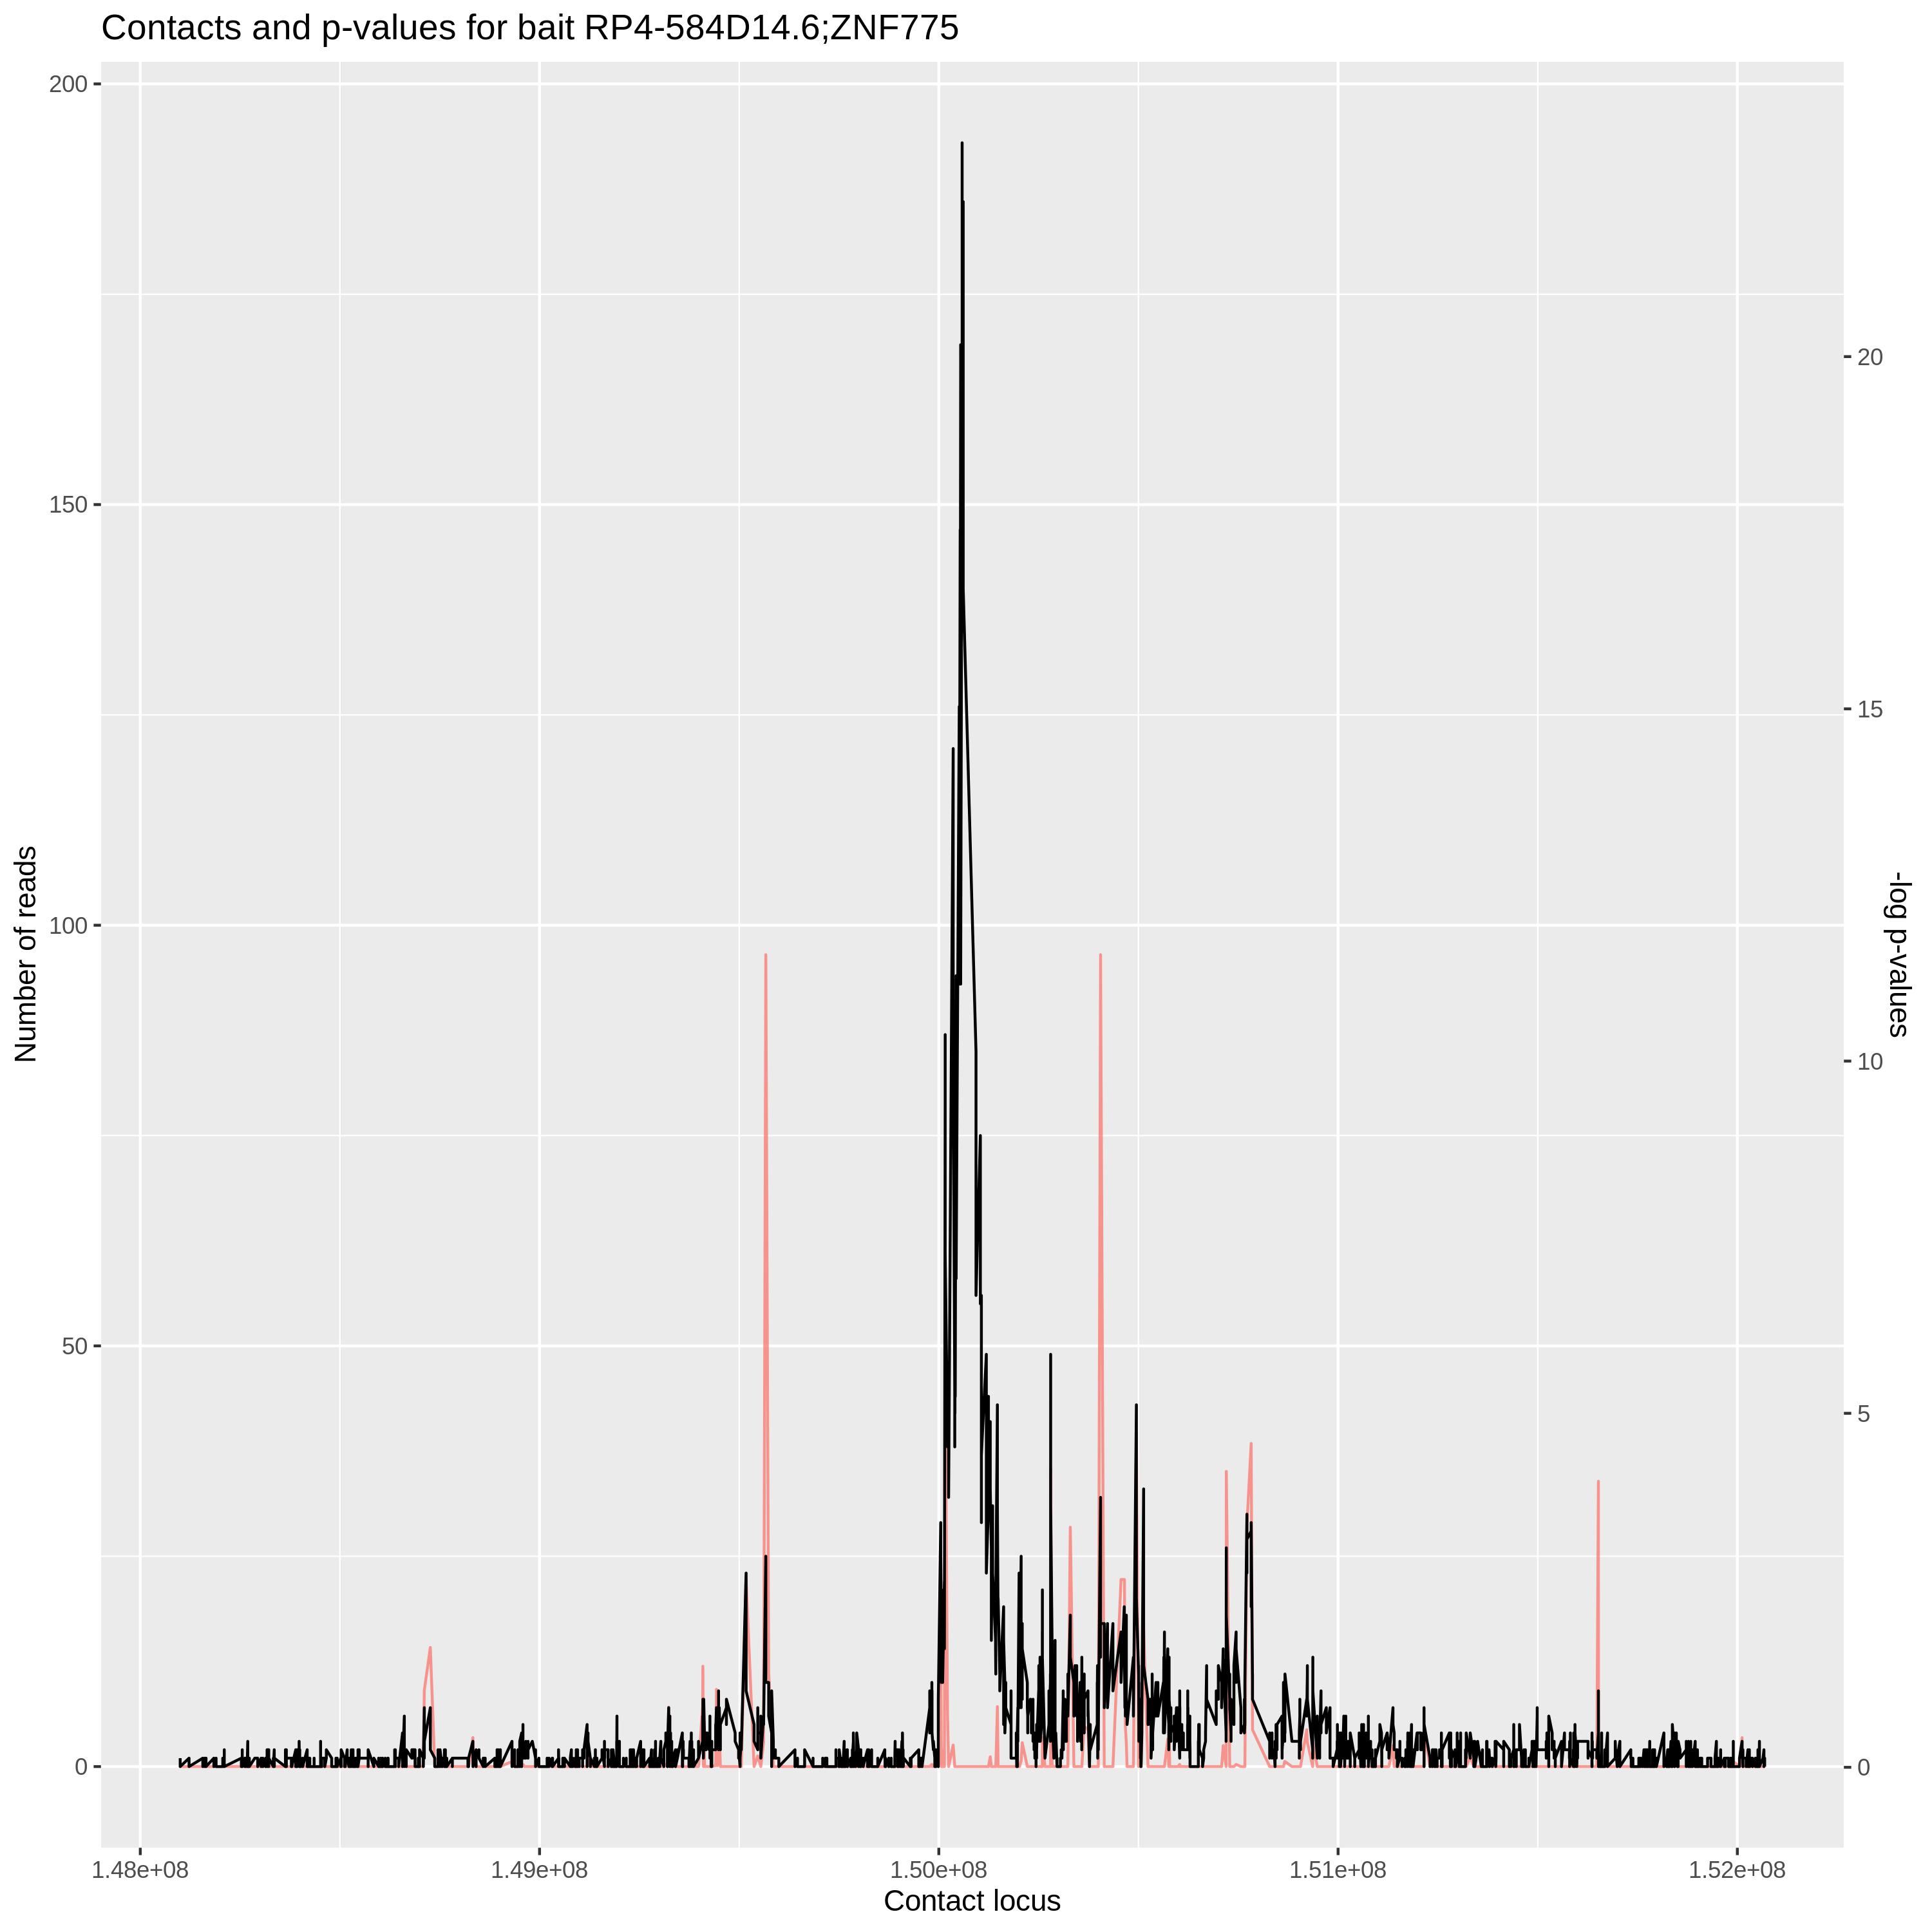 Contacts and p-values for bait RP4-584D14.6;ZNF775
200
150
100
50
0
Number of reads
20
15
10
5
0
-log p-values
1.48e+08 1.49e+08 1.50e+08 1.51e+08 1.52e+08
Contact locus